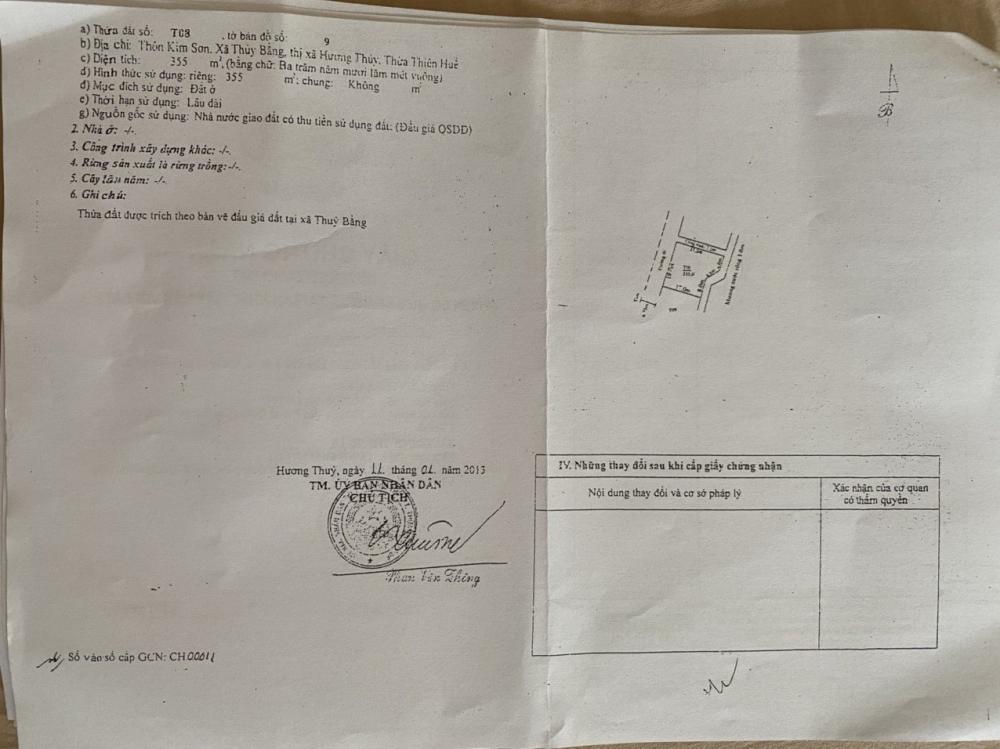 a) Thửa đất số: TC8 , tờ bản đồ số: 9
b) Địa chỉ: Thôn Kim Sơn, Xã Thủy Bằng, thị xã Hương Thủy, Thừa Thiên Huế
c) Diện tích: 355 m², (bằng chữ: Ba trăm năm mươi lăm mét vuông)
d) Hình thức sử dụng: riêng: 355 m²; chung: Không m²
đ) Mục đích sử dụng: Đất ở
e) Thời hạn sử dụng: Lâu dài
g) Nguồn gốc sử dụng: Nhà nước giao đất có thu tiền sử dụng đất: (Đấu giá QSDD)
2. Nhà ở: -/-.
3. Công trình xây dựng khác: -/-.
4. Rừng sản xuất là rừng trồng: -/-.
5. Cây lâu năm: -/-.
6. Ghi chú:
Thửa đất được trích theo bản vẽ đấu giá đất tại xã Thuỷ Bằng
B
17.0m
Mương nước rộng
Hương Thuỷ, ngày 11 tháng 01 năm 2013
TM. ỦY BAN NHÂN DÂN
CHỦ TỊCH
Phan Văn Thông
Số vào sổ cấp GCN: CH00011
IV. Những thay đổi sau khi cấp giấy chứng nhận
Nội dung thay đổi và cơ sở pháp lý
Xác nhận của cơ quan
có thẩm quyền